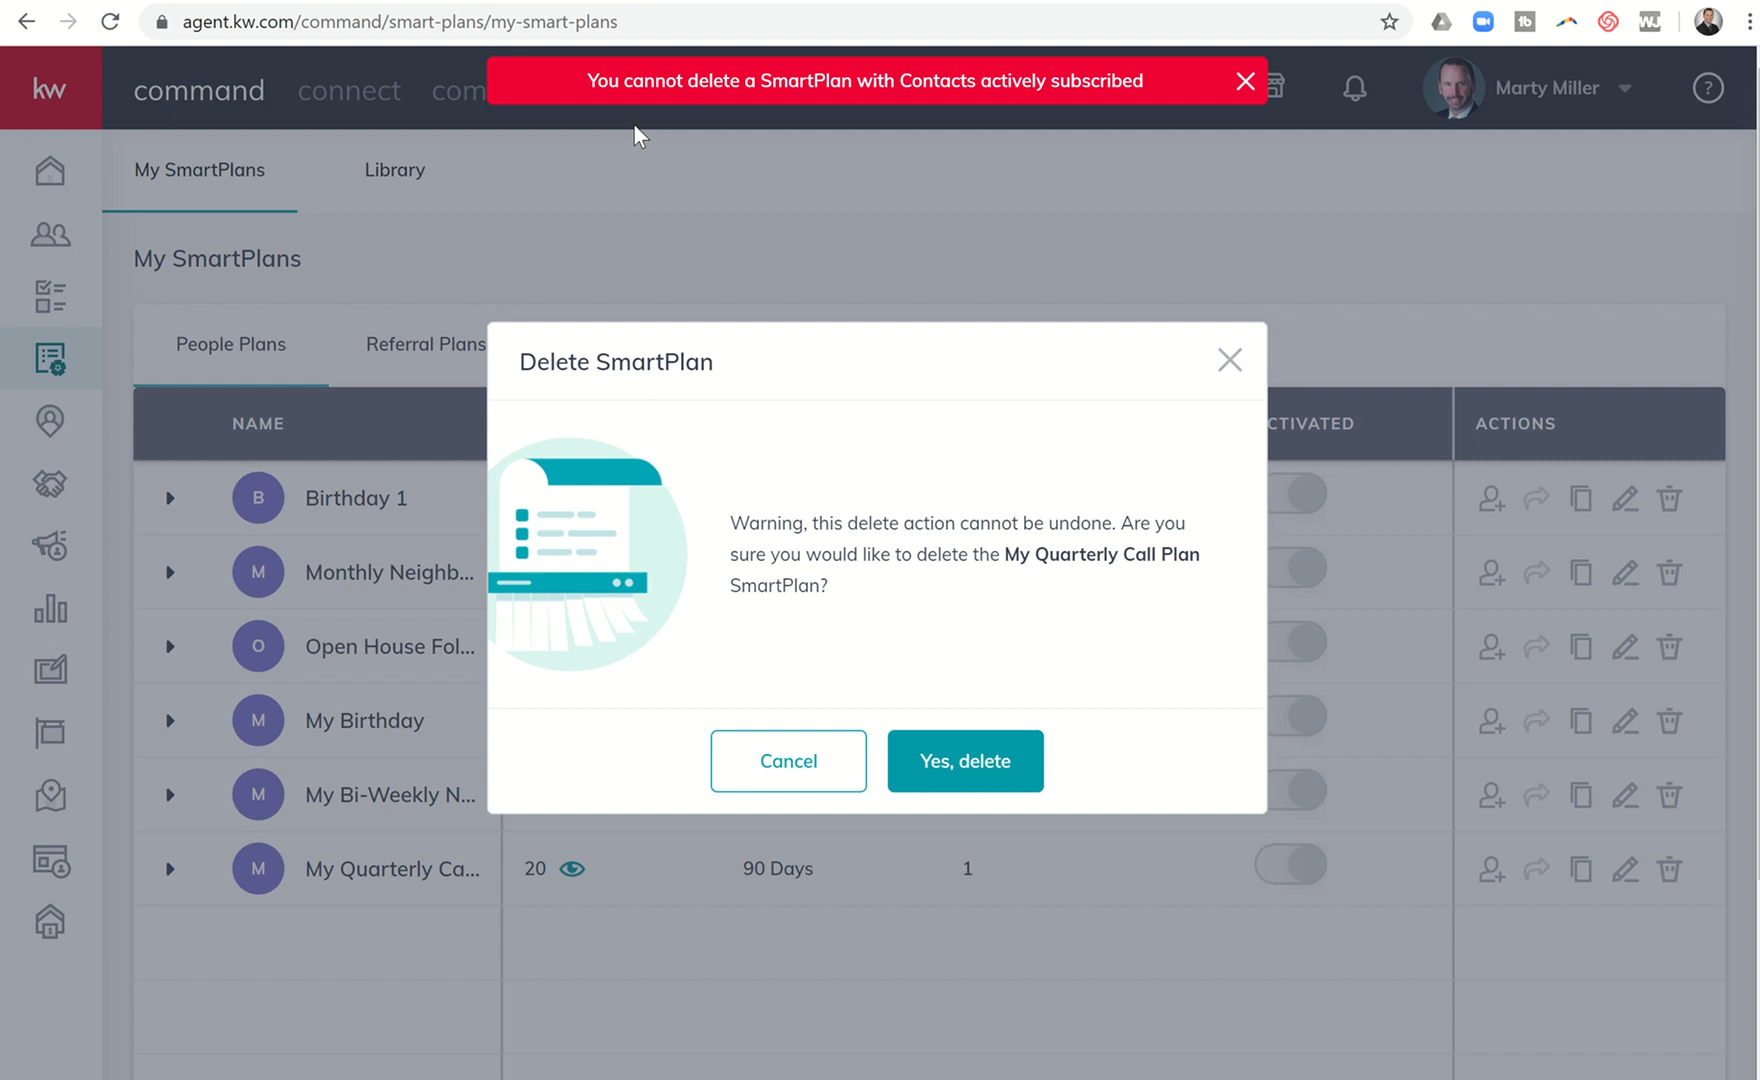 agent.kw.com/command/smart-plans/my-smart-plans
kw
command
connect
com
You cannot delete a SmartPlan with Contacts actively subscribed
Marty Miller
?
My SmartPlans
Library
My SmartPlans
People Plans
Referral Plans
NAME
CTIVATED
ACTIONS
Delete SmartPlan
Warning, this delete action cannot be undone. Are you
sure you would like to delete the My Quarterly Call Plan
SmartPlan?
Cancel
Yes, delete
B Birthday 1
M Monthly Neighb...
O Open House Fol...
M My Birthday
M My Bi-Weekly N...
M My Quarterly Ca... 20 90 Days 1